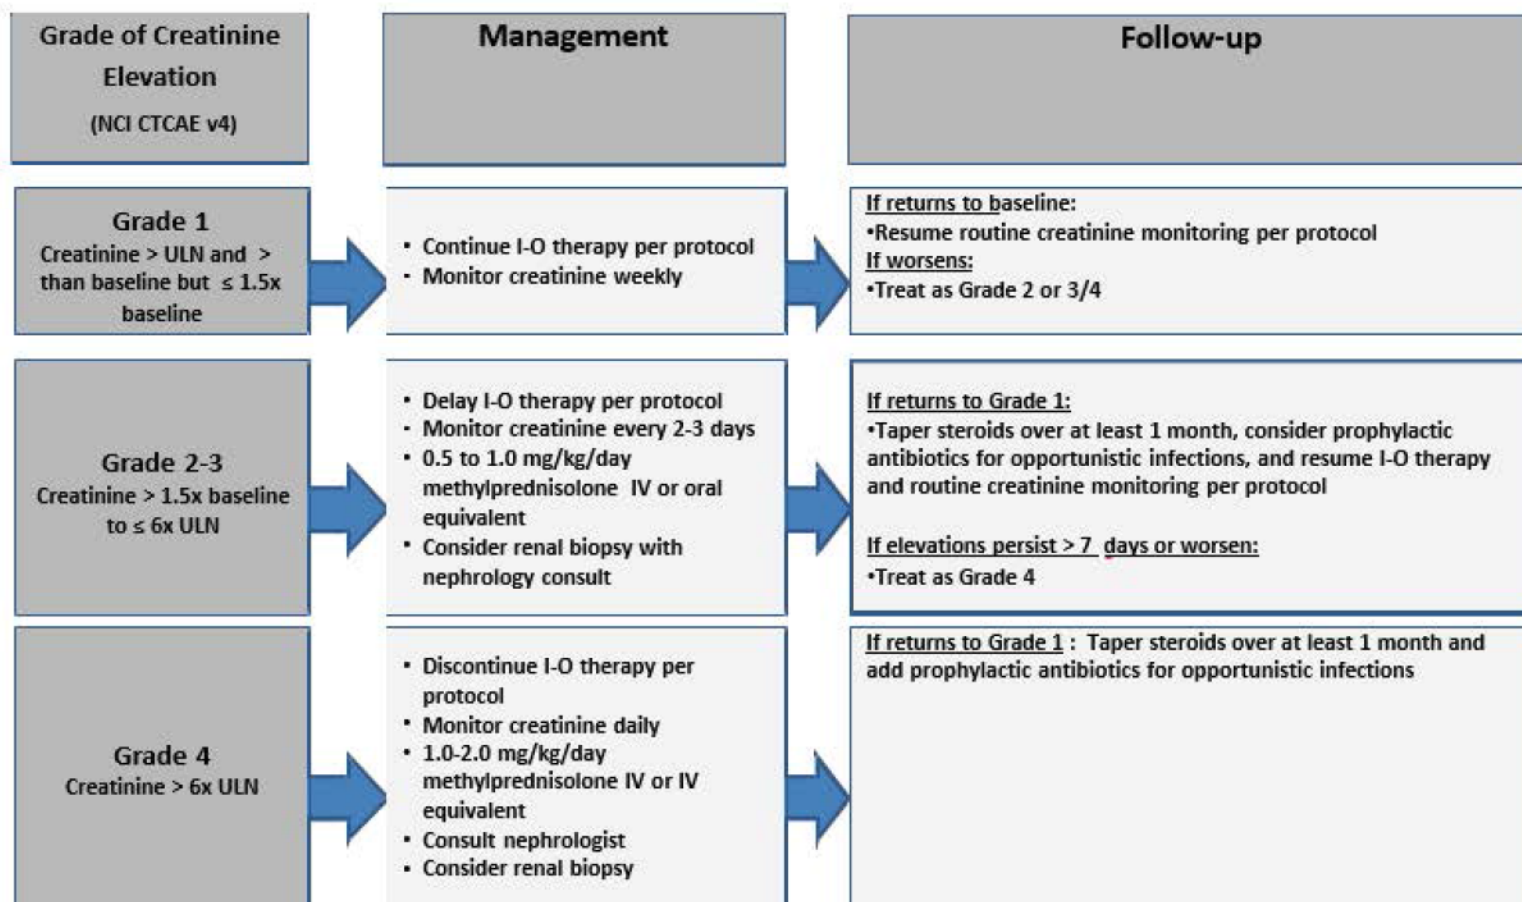 Grade of Creatinine
Elevation
(NCI CTCAE v4)
Management
Follow-up
Grade 1
Creatinine > ULN and >
than baseline but ≤ 1.5x
baseline
• Continue I-O therapy per protocol
• Monitor creatinine weekly
If returns to baseline:
•Resume routine creatinine monitoring per protocol
If worsens:
•Treat as Grade 2 or 3/4
Grade 2-3
Creatinine > 1.5x baseline
to ≤ 6x ULN
• Delay I-O therapy per protocol
• Monitor creatinine every 2-3 days
• 0.5 to 1.0 mg/kg/day
methylprednisolone IV or oral
equivalent
• Consider renal biopsy with
nephrology consult
If returns to Grade 1:
•Taper steroids over at least 1 month, consider prophylactic
antibiotics for opportunistic infections, and resume I-O therapy
and routine creatinine monitoring per protocol
If elevations persist > 7 days or worsen:
•Treat as Grade 4
Grade 4
Creatinine > 6x ULN
• Discontinue I-O therapy per
protocol
• Monitor creatinine daily
• 1.0-2.0 mg/kg/day
methylprednisolone IV or IV
equivalent
• Consult nephrologist
• Consider renal biopsy
If returns to Grade 1 : Taper steroids over at least 1 month and
add prophylactic antibiotics for opportunistic infections